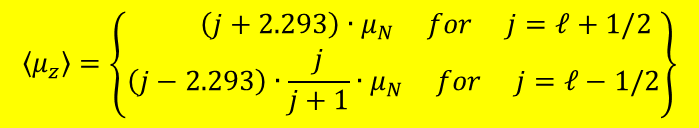 (j + 2.293) · μ_N for j = ℓ + 1/2
⟨μ_z⟩ = {
(j − 2.293) · j/(j + 1) · μ_N for j = ℓ − 1/2 }